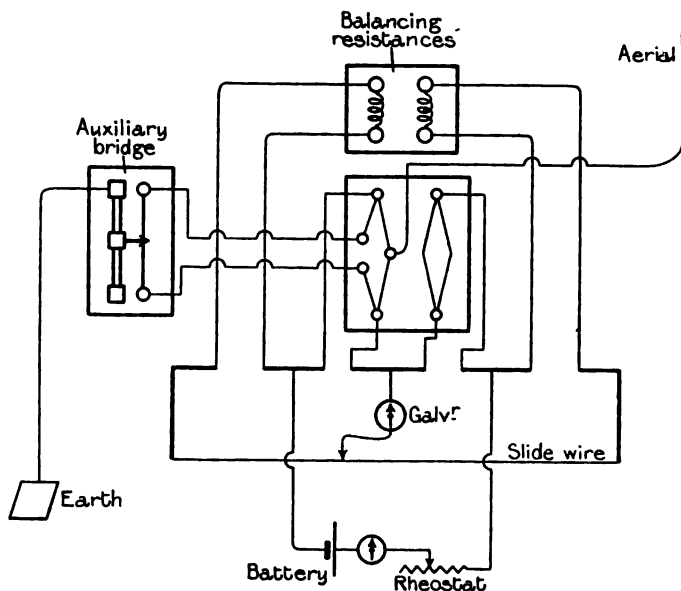 Balancing
resistances
Aerial
Auxiliary
bridge
Galvr
Slide wire
Earth
Battery
Rheostat